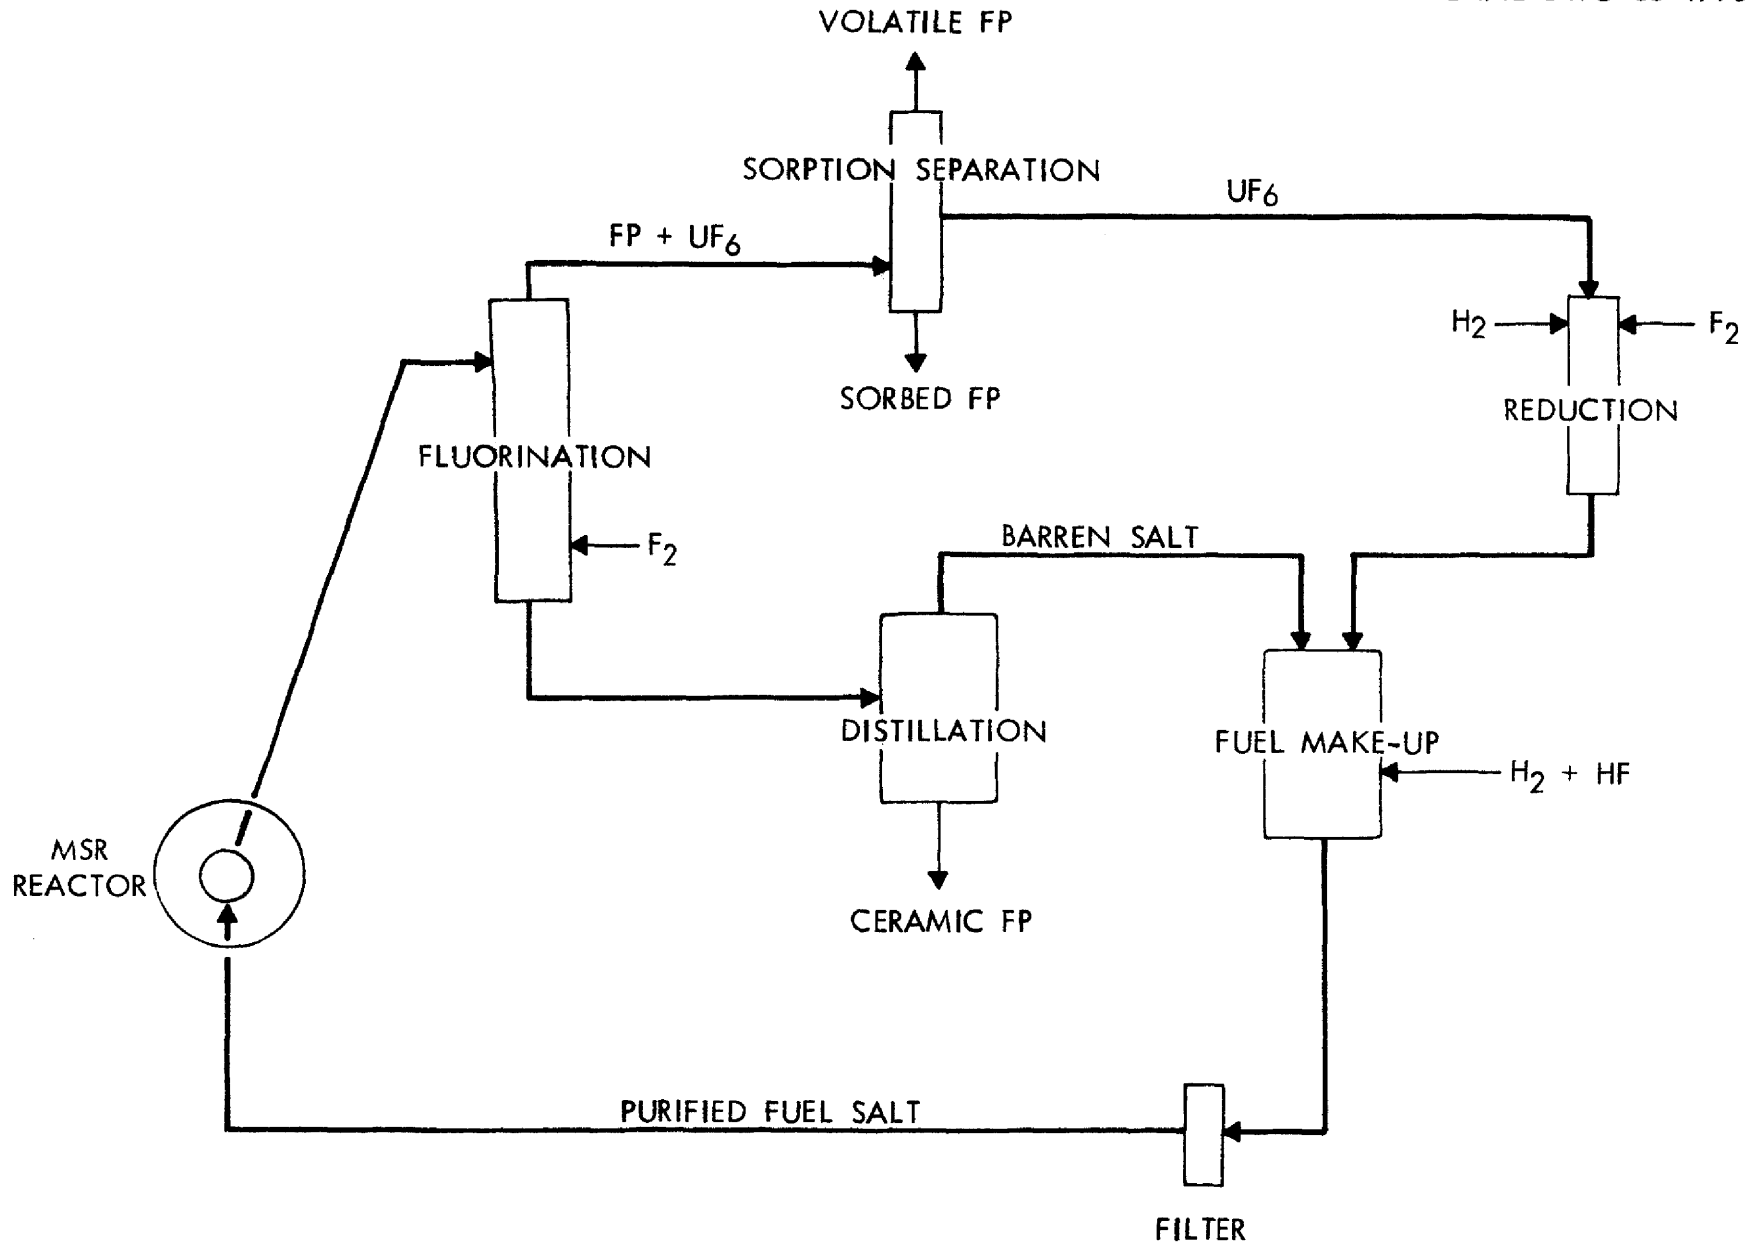 VOLATILE FP
SORPTION SEPARATION
UF6
FP + UF6
H2
F2
SORBED FP
REDUCTION
FLUORINATION
BARREN SALT
F2
DISTILLATION
FUEL MAKE-UP
H2 + HF
MSR
REACTOR
CERAMIC FP
PURIFIED FUEL SALT
FILTER